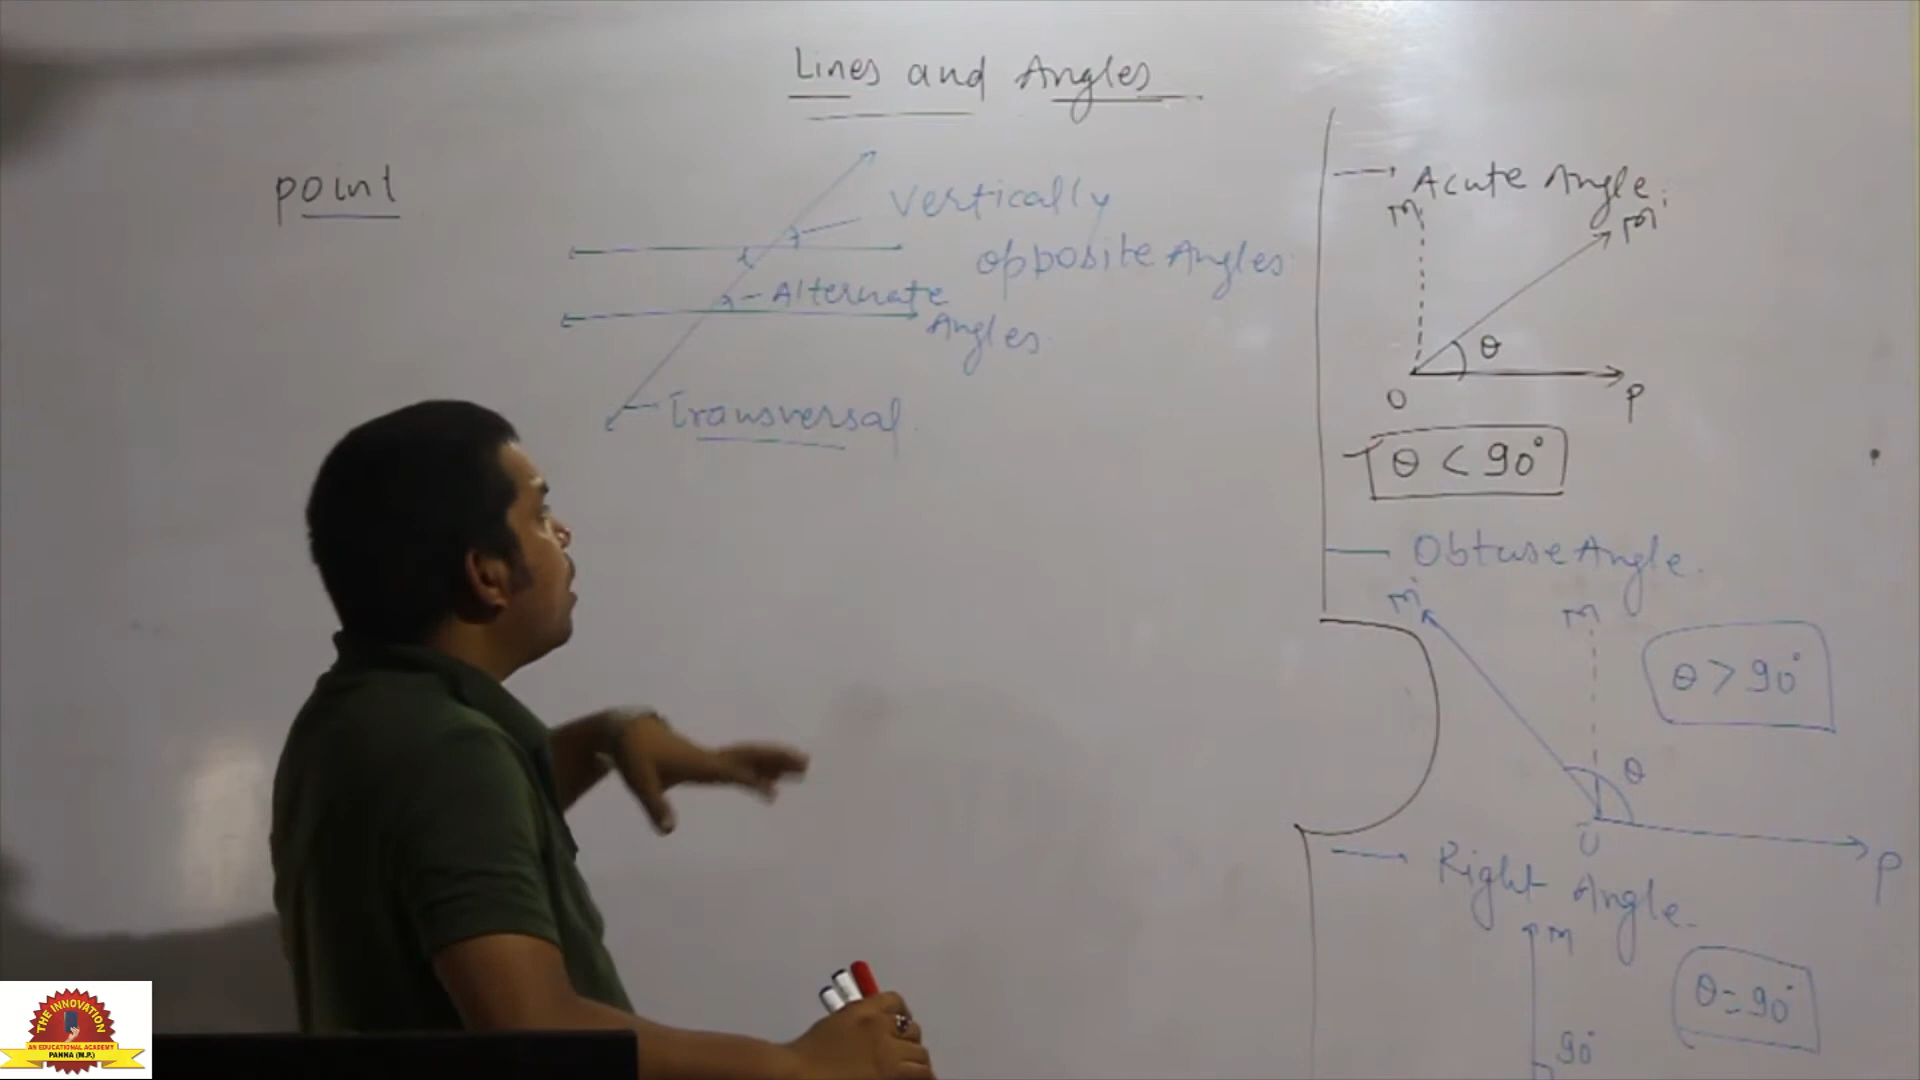 Lines and Angles
point
Vertically
opposite Angles
Alternate
Angles
Transversal
Acute Angle
M
M
θ
O
P
θ < 90°
Obtuse Angle.
M
M
θ > 90°
θ
O
P
Right Angle.
M
θ = 90°
90°
THE INNOVATION
AN EDUCATIONAL ACADEMY
PANNA (M.P.)